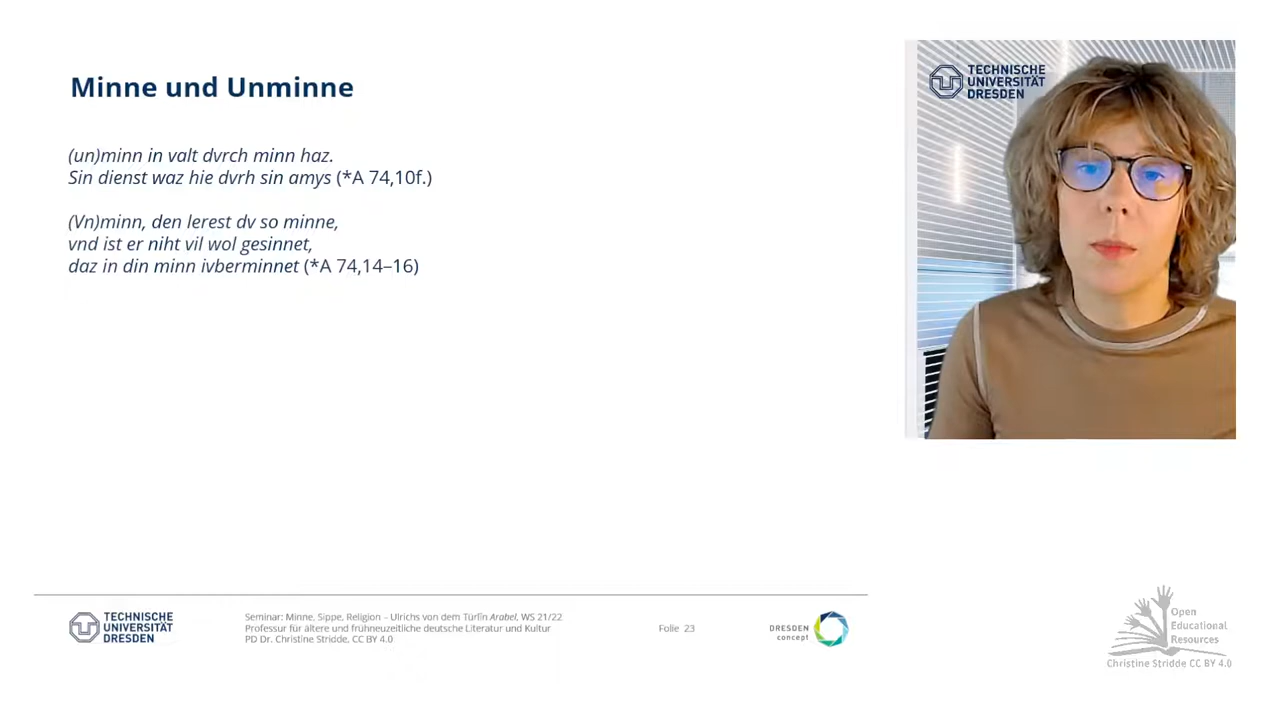 Minne und Unminne
(un)minn in valt dvrch minn haz.
Sin dienst waz hie dvrh sin amys (*A 74,10f.)
(Vn)minn, den lerest dv so minne,
vnd ist er niht vil wol gesinnet,
daz in din minn ivberminnet (*A 74,14–16)
TECHNISCHE
UNIVERSITÄT
DRESDEN
TECHNISCHE
UNIVERSITÄT
DRESDEN
Seminar: Minne, Sippe, Religion – Ulrichs von dem Türlin Arabel, WS 21/22
Professur für ältere und frühneuzeitliche deutsche Literatur und Kultur
PD Dr. Christine Stridde, CC BY 4.0
Folie 23
DRESDEN
concept
Open
Educational
Resources
Christine Stridde CC BY 4.0